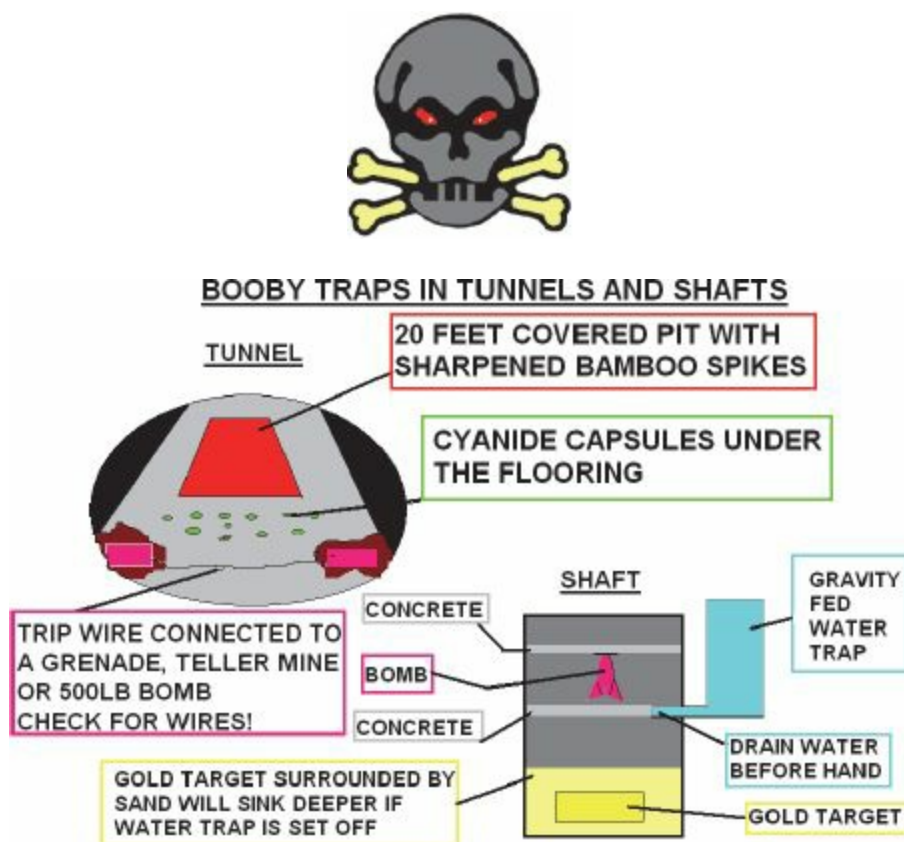 BOOBY TRAPS IN TUNNELS AND SHAFTS
TUNNEL
20 FEET COVERED PIT WITH
SHARPENED BAMBOO SPIKES
CYANIDE CAPSULES UNDER
THE FLOORING
TRIP WIRE CONNECTED TO
A GRENADE, TELLER MINE
OR 500LB BOMB
CHECK FOR WIRES!
SHAFT
CONCRETE
BOMB
CONCRETE
GRAVITY
FED
WATER
TRAP
DRAIN WATER
BEFORE HAND
GOLD TARGET SURROUNDED BY
SAND WILL SINK DEEPER IF
WATER TRAP IS SET OFF
GOLD TARGET